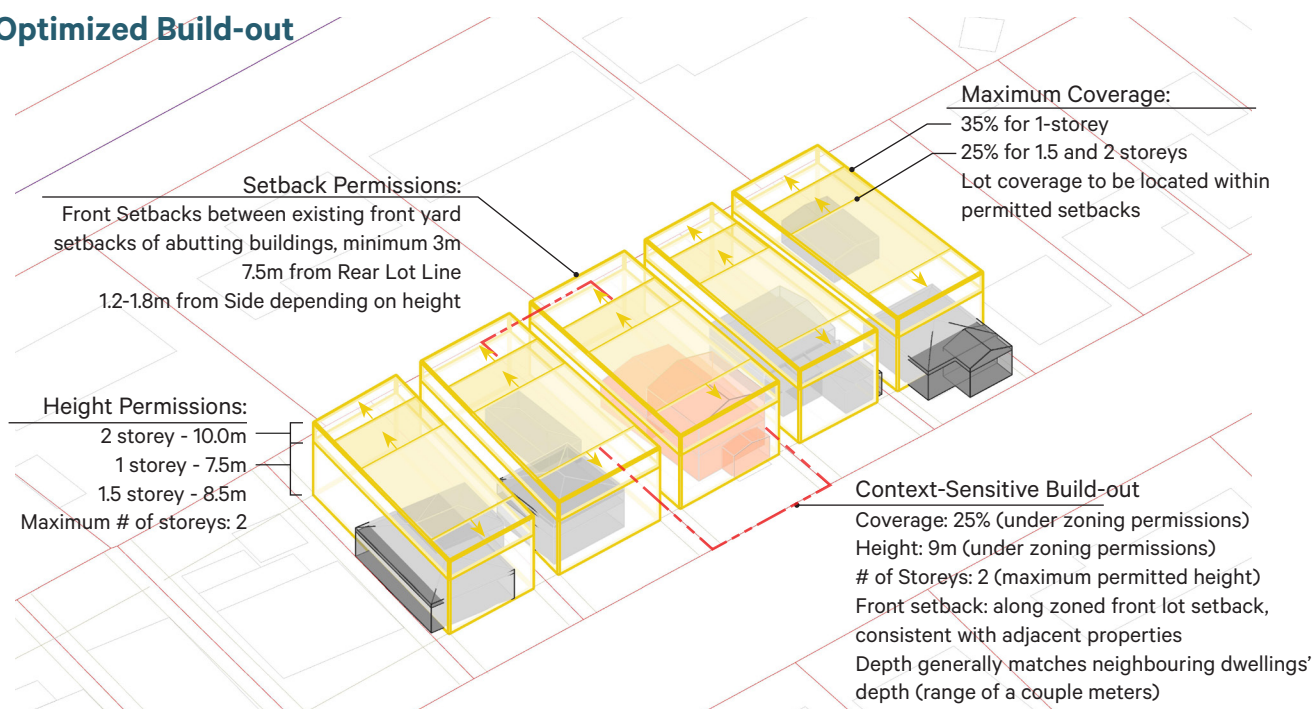 Optimized Build-out
Maximum Coverage:
35% for 1-storey
25% for 1.5 and 2 storeys
Lot coverage to be located within
permitted setbacks
Setback Permissions:
Front Setbacks between existing front yard
setbacks of abutting buildings, minimum 3m
7.5m from Rear Lot Line
1.2-1.8m from Side depending on height
Height Permissions:
2 storey - 10.0m
1 storey - 7.5m
1.5 storey - 8.5m
Maximum # of storeys: 2
Context-Sensitive Build-out
Coverage: 25% (under zoning permissions)
Height: 9m (under zoning permissions)
# of Storeys: 2 (maximum permitted height)
Front setback: along zoned front lot setback,
consistent with adjacent properties
Depth generally matches neighbouring dwellings'
depth (range of a couple meters)